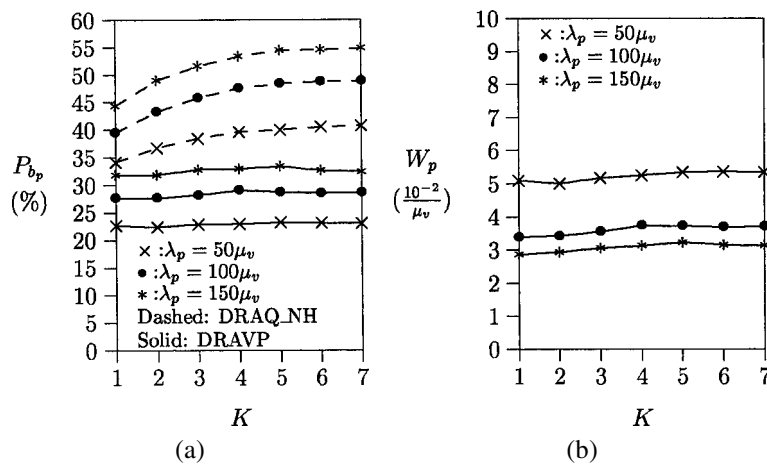 60
55
50
45
40
35
30
25
20
15
10
5
0
P_{b_p}
(%)
× :λ_p = 50μ_v
● :λ_p = 100μ_v
* :λ_p = 150μ_v
Dashed: DRAQ_NH
Solid: DRAVP
1 2 3 4 5 6 7
K
(a)
10
9
8
7
6
5
4
3
2
1
0
W_p
(10^{-2}/μ_v)
× :λ_p = 50μ_v
● :λ_p = 100μ_v
* :λ_p = 150μ_v
1 2 3 4 5 6 7
K
(b)